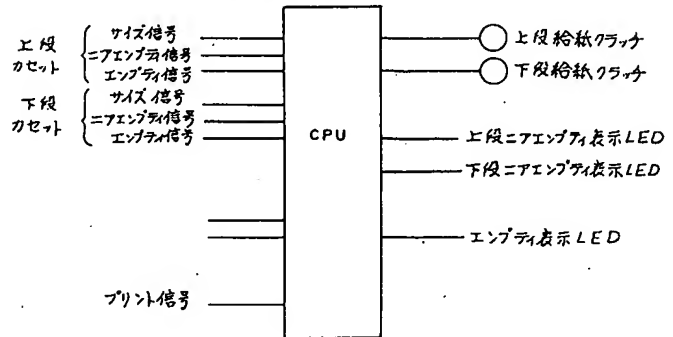 上段
カセット
サイズ信号
ニアエンプティ信号
エンプティ信号
下段
カセット
サイズ信号
ニアエンプティ信号
エンプティ信号
プリント信号
CPU
上段給紙クラッチ
下段給紙クラッチ
上段ニアエンプティ表示LED
下段ニアエンプティ表示LED
エンプティ表示LED